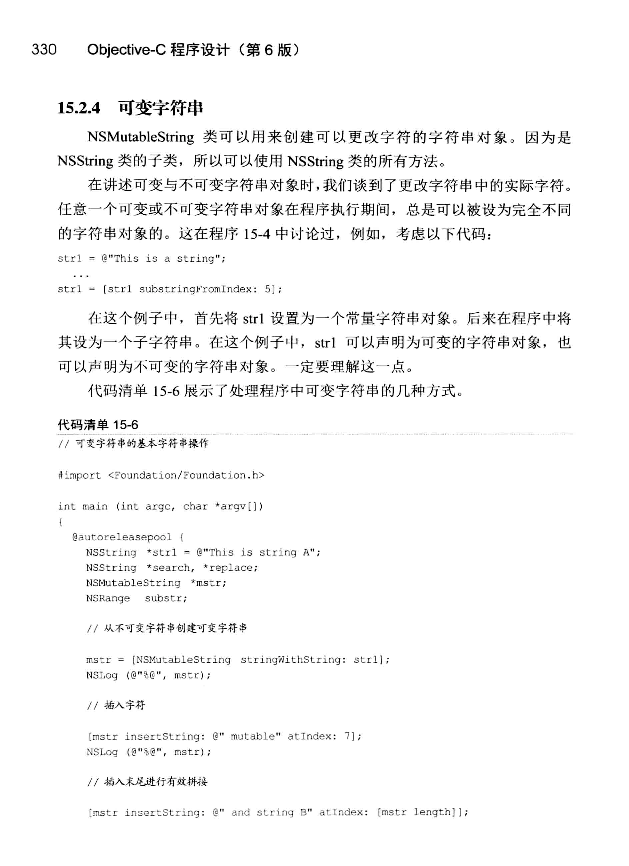 330 Objective-C 程序设计（第 6 版）
15.2.4 可变字符串
NSMutableString 类可以用来创建可以更改字符的字符串对象。因为是
NSString 类的子类，所以可以使用 NSString 类的所有方法。
在讲述可变与不可变字符串对象时，我们谈到了更改字符串中的实际字符。
任意一个可变或不可变字符串对象在程序执行期间，总是可以被设为完全不同
的字符串对象的。这在程序 15-4 中讨论过，例如，考虑以下代码：
str1 = @"This is a string";
...
str1 = [str1 substringFromIndex: 5];
在这个例子中，首先将 str1 设置为一个常量字符串对象。后来在程序中将
其设为一个子字符串。在这个例子中，str1 可以声明为可变的字符串对象，也
可以声明为不可变的字符串对象。一定要理解这一点。
代码清单 15-6 展示了处理程序中可变字符串的几种方式。
代码清单 15-6
// 可变字符串的基本字符串操作
#import <Foundation/Foundation.h>
int main (int argc, char *argv[])
{
@autoreleasepool {
NSString *str1 = @"This is string A";
NSString *search, *replace;
NSMutableString *mstr;
NSRange substr;
// 从不可变字符串创建可变字符串
mstr = [NSMutableString stringWithString: str1];
NSLog (@"%@", mstr);
// 插入字符
[mstr insertString: @" mutable" atIndex: 7];
NSLog (@"%@", mstr);
// 插入末尾进行有效拼接
[mstr insertString: @" and string B" atIndex: [mstr length]];